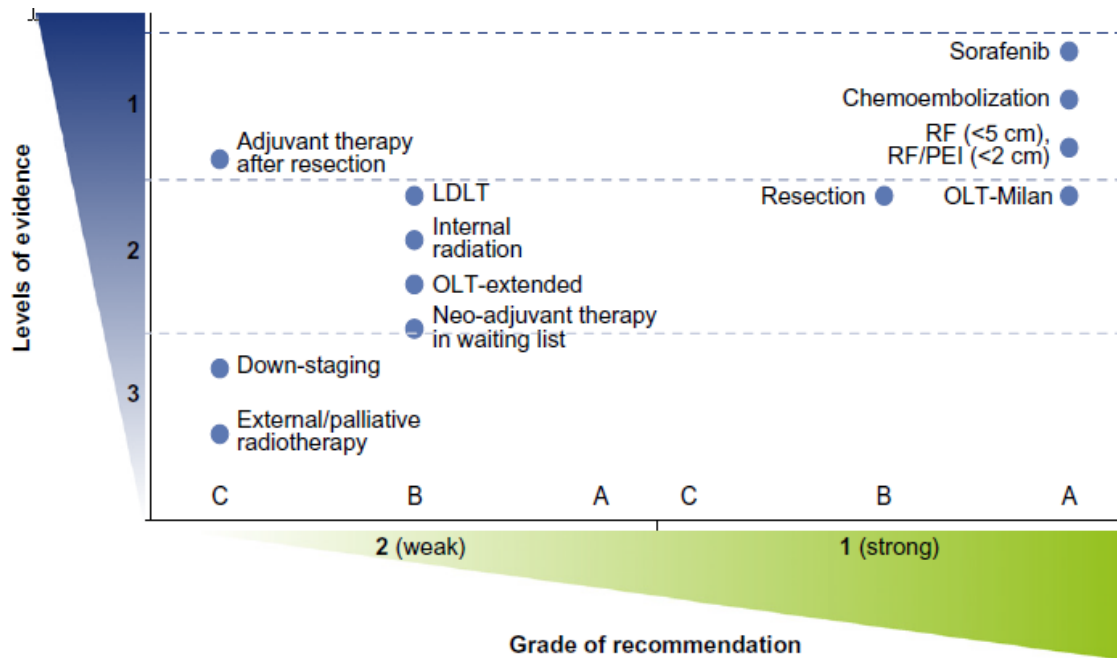 Sorafenib
1
Chemoembolization
Adjuvant therapy
after resection
RF (<5 cm),
RF/PEI (<2 cm)
Levels of evidence
2
LDLT
Resection
OLT-Milan
Internal
radiation
OLT-extended
Neo-adjuvant therapy
in waiting list
3
Down-staging
External/palliative
radiotherapy
C B A C B A
2 (weak) 1 (strong)
Grade of recommendation